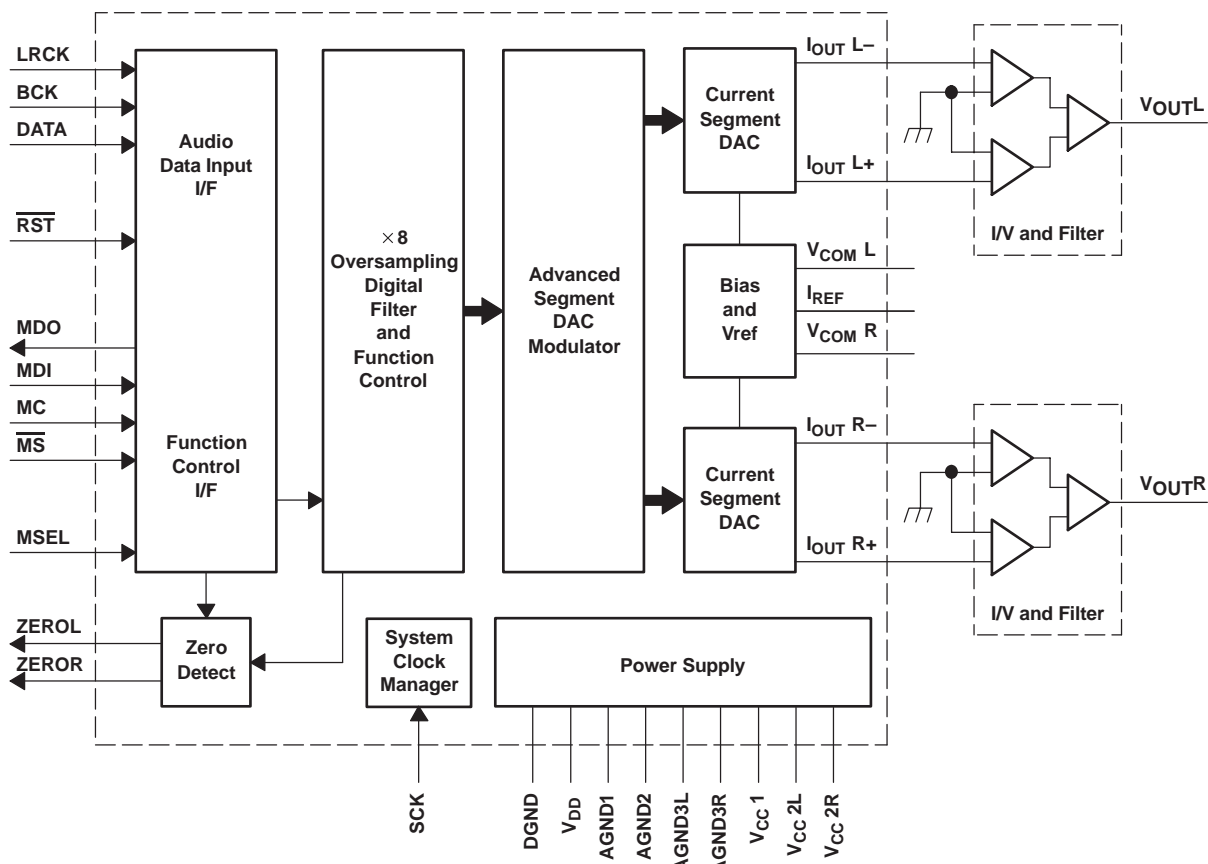 LRCK
BCK
DATA
RST
MDO
MDI
MC
MS
MSEL
ZEROL
ZEROR
Audio
Data Input
I/F
Function
Control
I/F
×8
Oversampling
Digital
Filter
and
Function
Control
Advanced
Segment
DAC
Modulator
Current
Segment
DAC
Bias
and
Vref
Current
Segment
DAC
IOUT L–
IOUT L+
VCOM L
IREF
VCOM R
IOUT R–
IOUT R+
I/V and Filter
VOUTL
I/V and Filter
VOUTR
Zero
Detect
System
Clock
Manager
Power Supply
SCK
DGND
VDD
AGND1
AGND2
AGND3L
AGND3R
VCC 1
VCC 2L
VCC 2R